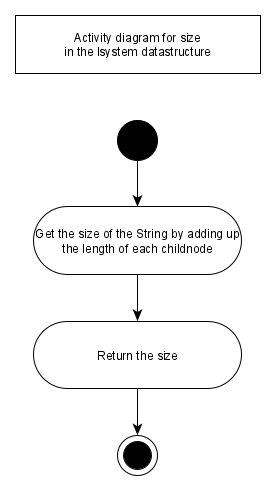 Activity diagram for size
in the lsystem datastructure
Get the size of the String by adding up
the length of each childnode
Return the size